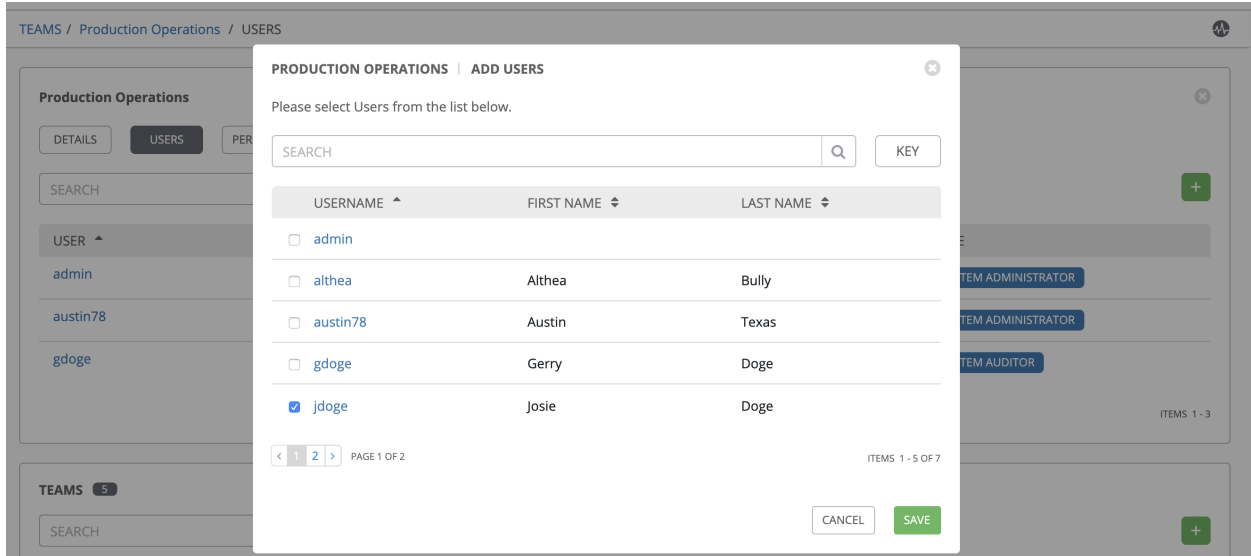 TEAMS / Production Operations / USERS
PRODUCTION OPERATIONS | ADD USERS
Please select Users from the list below.
SEARCH
KEY
USERNAME FIRST NAME LAST NAME
admin
althea Althea Bully
austin78 Austin Texas
gdoge Gerry Doge
jdoge Josie Doge
< 1 2 > PAGE 1 OF 2 ITEMS 1 - 5 OF 7
CANCEL SAVE
Production Operations
DETAILS USERS PER
SEARCH +
USER
admin TEM ADMINISTRATOR
austin78 TEM ADMINISTRATOR
gdoge TEM AUDITOR
ITEMS 1 - 3
TEAMS 5
SEARCH +